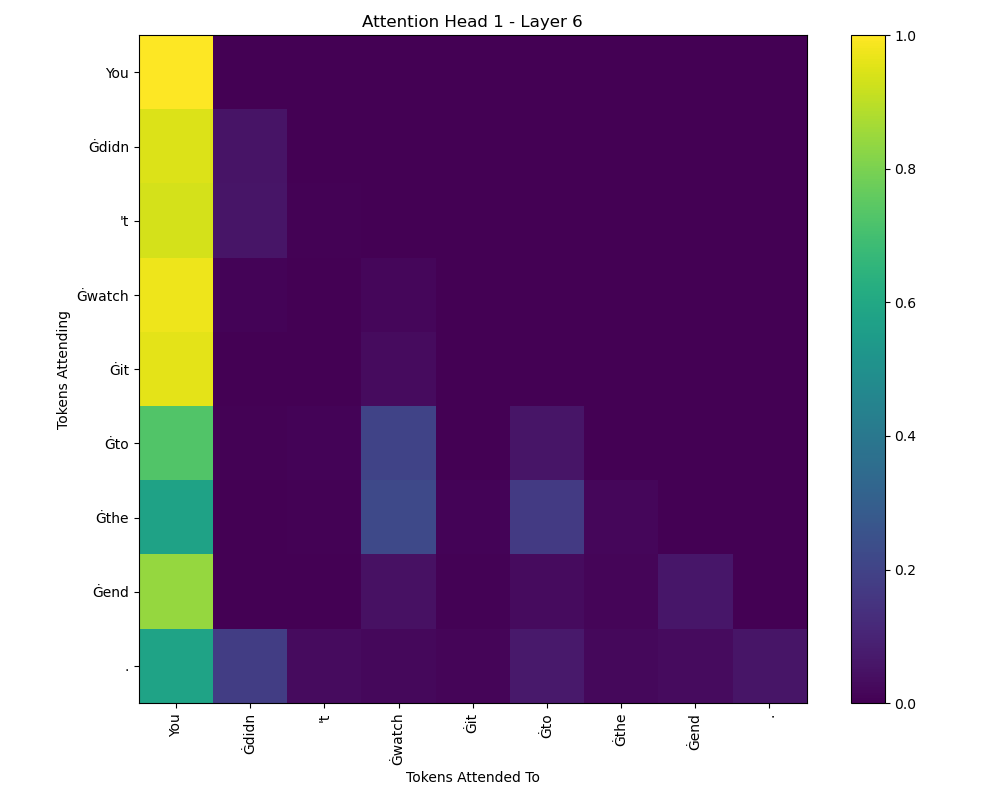 Attention Head 1 - Layer 6
Tokens Attending
You
Ġdidn
't
Ġwatch
Ġit
Ġto
Ġthe
Ġend
.
You
Ġdidn
't
Ġwatch
Ġit
Ġto
Ġthe
Ġend
.
Tokens Attended To
1.0
0.8
0.6
0.4
0.2
0.0